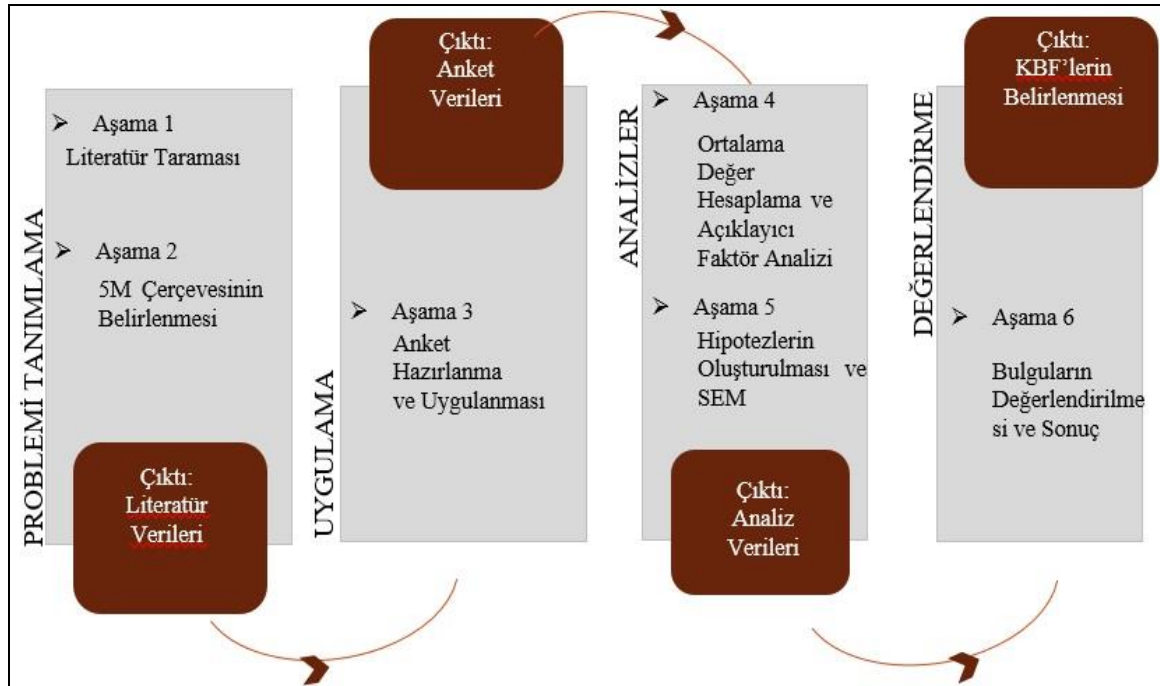 PROBLEMİ TANIMLAMA
➢ Aşama 1
Literatür Taraması
➢ Aşama 2
5M Çerçevesinin
Belirlenmesi
Çıktı:
Literatür
Verileri
UYGULAMA
Çıktı:
Anket
Verileri
➢ Aşama 3
Anket
Hazırlanma
ve Uygulanması
ANALİZLER
➢ Aşama 4
Ortalama
Değer
Hesaplama ve
Açıklayıcı
Faktör Analizi
➢ Aşama 5
Hipotezlerin
Oluşturulması ve
SEM
Çıktı:
Analiz
Verileri
DEĞERLENDİRME
Çıktı:
KBF’lerin
Belirlenmesi
➢ Aşama 6
Bulguların
Değerlendirilme
si ve Sonuç